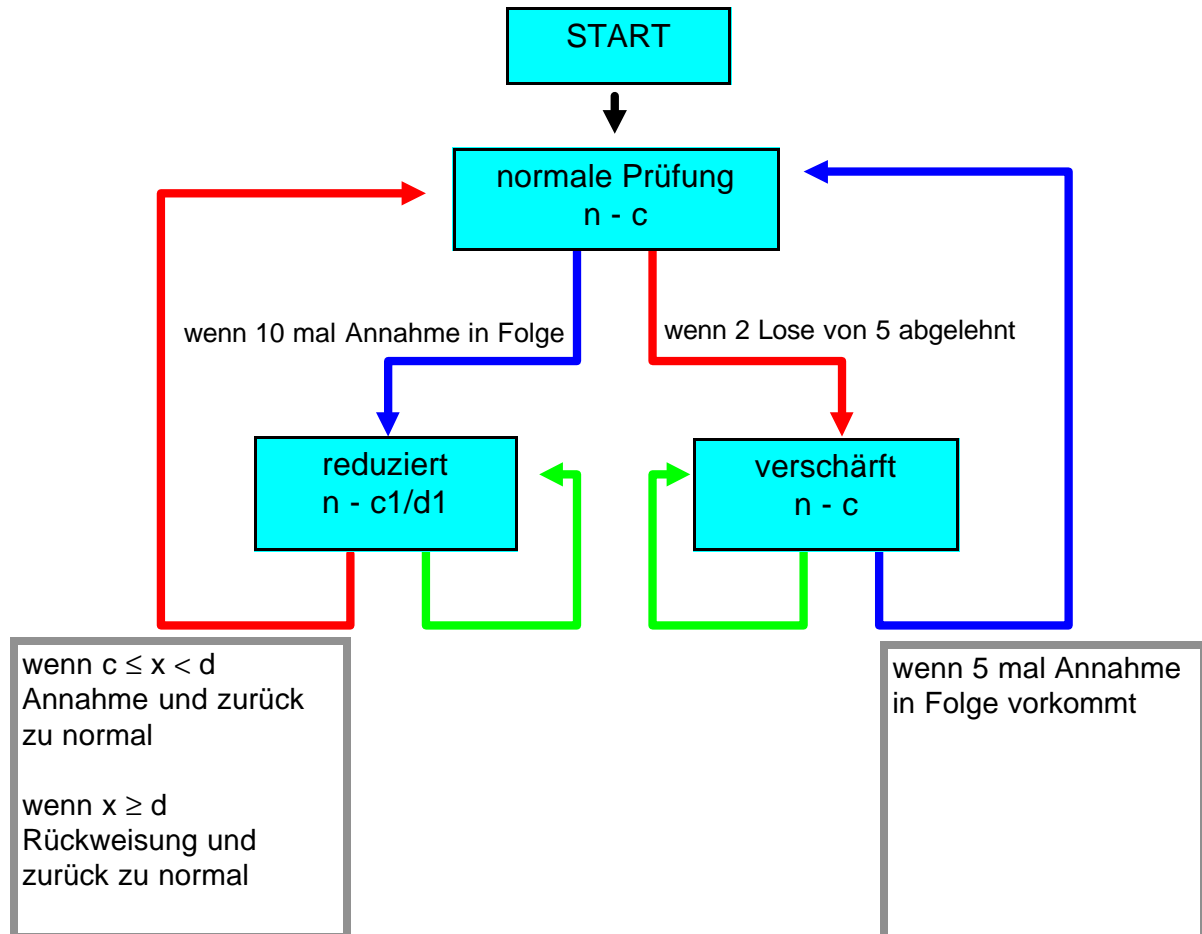 START
normale Prüfung
n - c
wenn 10 mal Annahme in Folge
wenn 2 Lose von 5 abgelehnt
reduziert
n - c1/d1
verschärft
n - c
wenn c ≤ x < d
Annahme und zurück
zu normal
wenn x ≥ d
Rückweisung und
zurück zu normal
wenn 5 mal Annahme
in Folge vorkommt